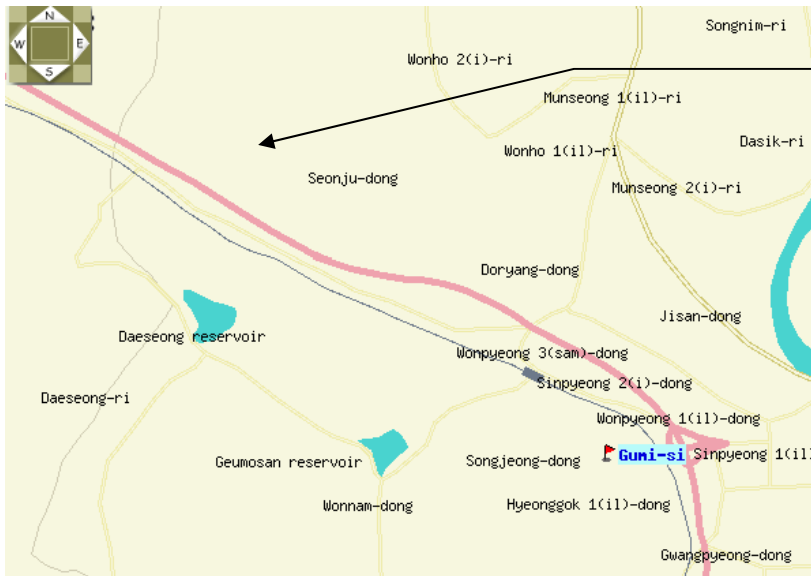 N
W E
S
Songnim-ri
Wonho 2(i)-ri
Munseong 1(il)-ri
Dasik-ri
Wonho 1(il)-ri
Seonju-dong
Munseong 2(i)-ri
Doryang-dong
Jisan-dong
Daeseong reservoir
Wonpyeong 3(sam)-dong
Sinpyeong 2(i)-dong
Daeseong-ri
Wonpyeong 1(il)-dong
Gumi-si
Sinpyeong 1(il)
Geumosan reservoir
Songjeong-dong
Wonnam-dong
Hyeonggok 1(il)-dong
Gwangpyeong-dong